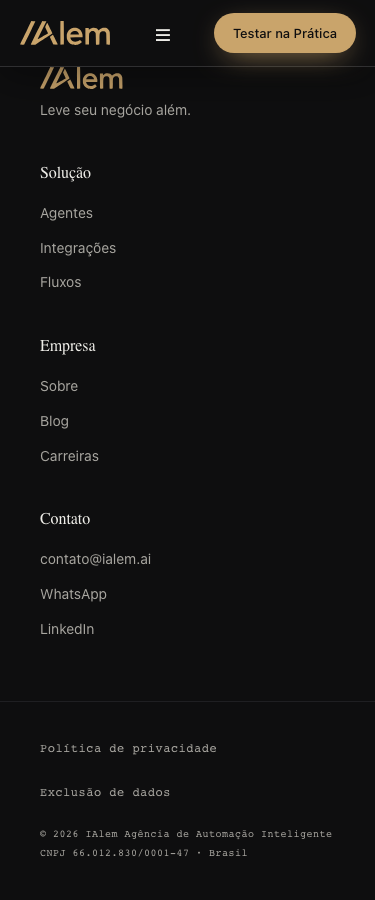 IAlem
Testar na Prática
IAlem
Leve seu negócio além.
Solução
Agentes
Integrações
Fluxos
Empresa
Sobre
Blog
Carreiras
Contato
contato@ialem.ai
WhatsApp
LinkedIn
Política de privacidade
Exclusão de dados
© 2026 IAlem Agência de Automação Inteligente
CNPJ 66.012.830/0001-47 · Brasil